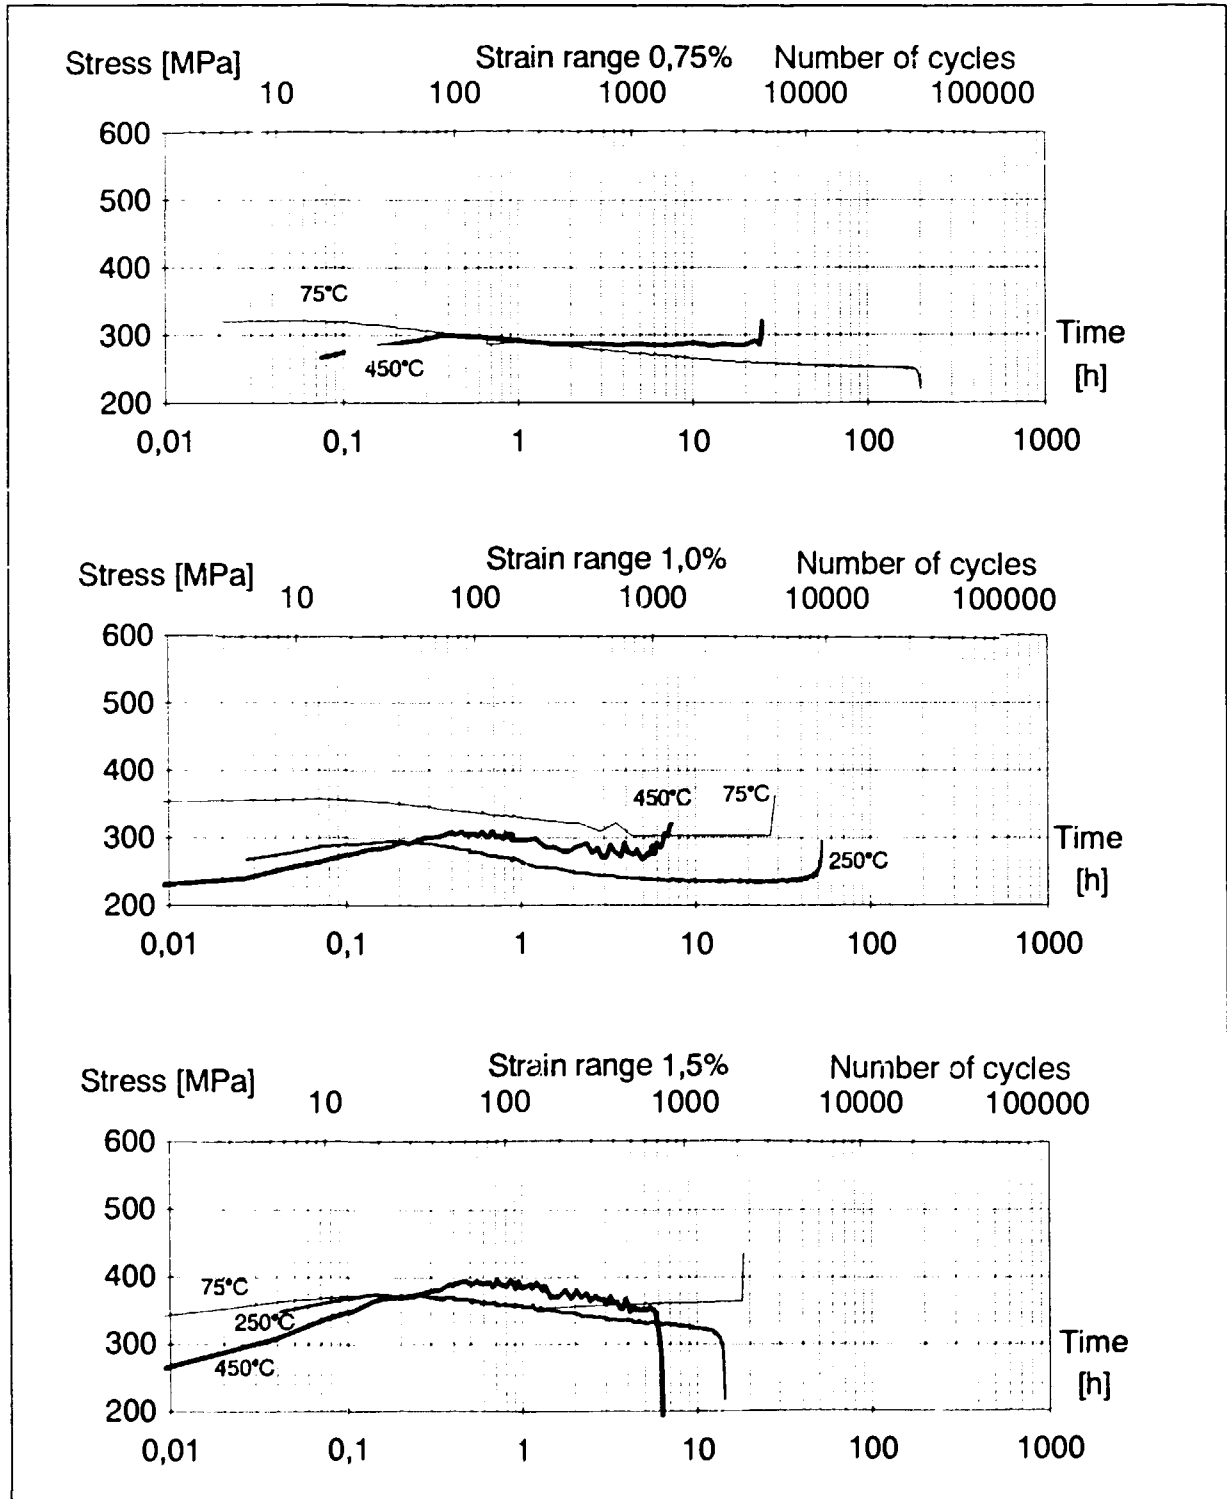 Stress [MPa] Strain range 0,75% Number of cycles
10 100 1000 10000 100000
600
500
400
75°C
300 Time
450°C [h]
200
0,01 0,1 1 10 100 1000
Strain range 1,0% Number of cycles
Stress [MPa] 10 100 1000 10000 100000
600
500
400
450°C 75°C
300 Time
250°C
[h]
200
0,01 0,1 1 10 100 1000
Stress [MPa] Strain range 1,5% Number of cycles
10 100 1000 10000 100000
600
500
400
75°C
250°C
300 Time
450°C
[h]
200
0,01 0,1 1 10 100 1000